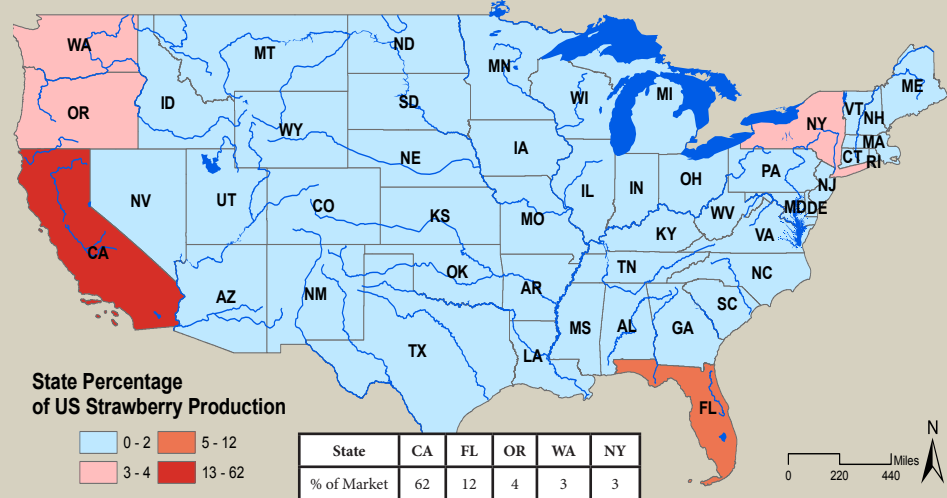 WA
MT
ND
MN
ME
OR
ID
SD
WI
MI
VT
NH
NY
WY
MA
CT
RI
IA
NE
PA
NV
UT
CO
IL
IN
OH
NJ
MD
DE
WV
VA
KS
MO
KY
CA
TN
NC
AZ
NM
OK
AR
SC
MS
AL
GA
TX
LA
FL
State Percentage
of US Strawberry Production
0 - 2
5 - 12
3 - 4
13 - 62
State CA FL OR WA NY
% of Market 62 12 4 3 3
N
Miles
0 220 440